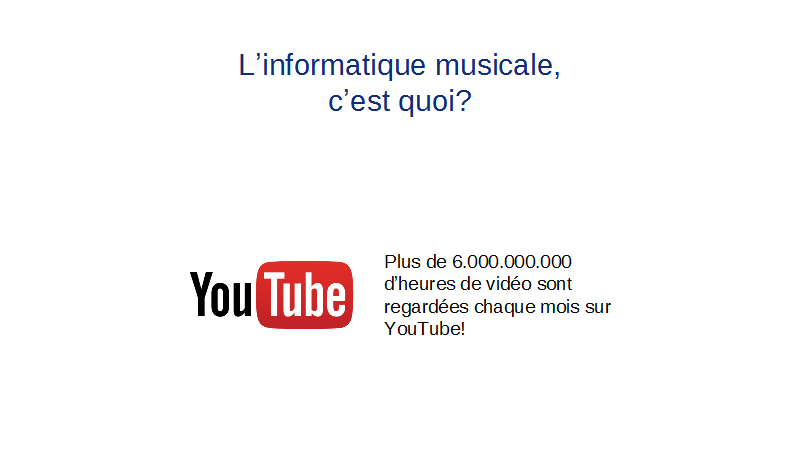 L’informatique musicale,
c’est quoi?
YouTube
Plus de 6.000.000.000
d’heures de vidéo sont
regardées chaque mois sur
YouTube!